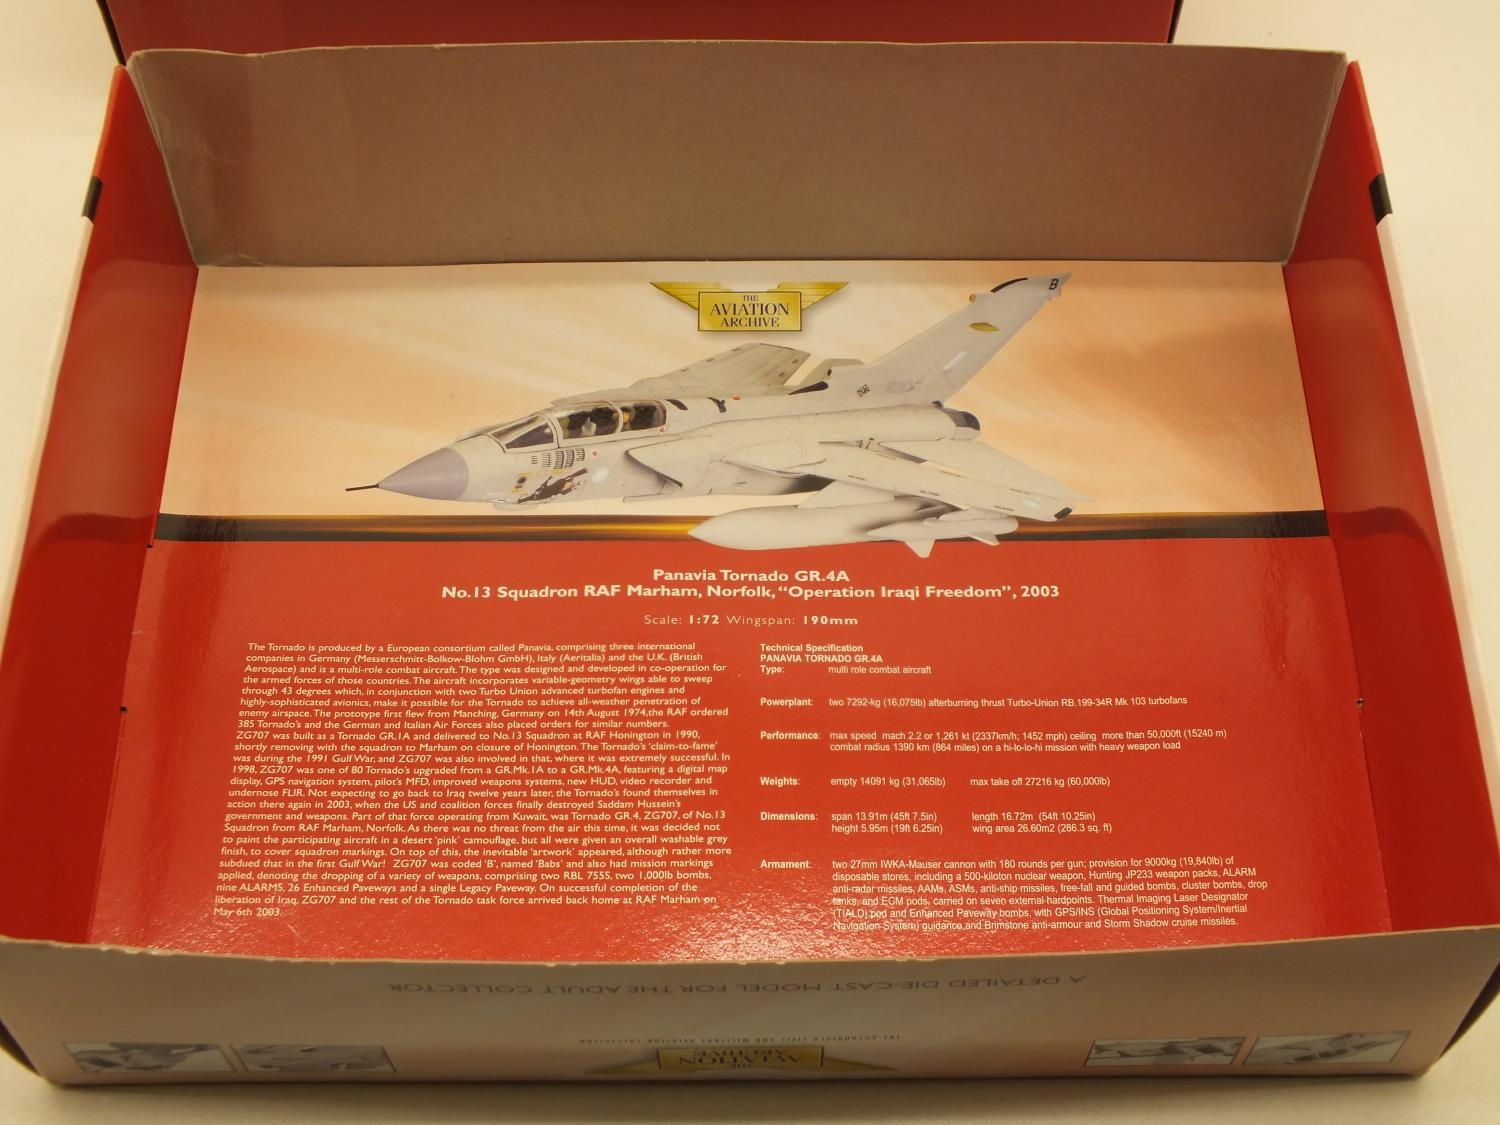 B
THE
AVIATION
ARCHIVE
Panavia Tornado GR.4A
No.13 Squadron RAF Marham, Norfolk, "Operation Iraqi Freedom", 2003
Scale: 1:72 Wingspan: 190mm
The Tornado is produced by a European consortium called Panavia, comprising three international
companies in Germany (Messerschmitt-Bolkow-Blohm GmbH), Italy (Aeritalia) and the U.K. (British
Aerospace) and is a multi-role combat aircraft. The type was designed and developed in co-operation for
the armed forces of those countries. The aircraft incorporates variable-geometry wings able to sweep
through 43 degrees which, in conjunction with two Turbo Union advanced turbofan engines and
highly-sophisticated avionics, make it possible for the Tornado to achieve all-weather penetration of
enemy airspace. The prototype first flew from Manching, Germany on 14th August 1974,the RAF ordered
385 Tornado's and the German and Italian Air Forces also placed orders for similar numbers.
ZG707 was built as a Tornado GR.1A and delivered to No.13 Squadron at RAF Honington in 1990,
shortly removing with the squadron to Marham on closure of Honington. The Tornado's 'claim-to-fame'
was during the 1991 Gulf War, and ZG707 was also involved in that, where it was extremely successful. In
1998, ZG707 was one of 80 Tornado's upgraded from a GR.Mk.1A to a GR.Mk.4A, featuring a digital map
display, GPS navigation system, pilot's MFD, improved weapons systems, new HUD, video recorder and
undernose FLIR. Not expecting to go back to Iraq twelve years later, the Tornado's found themselves in
action there again in 2003, when the US and coalition forces finally destroyed Saddam Hussein's
government and weapons. Part of that force operating from Kuwait, was Tornado GR.4, ZG707, of No.13
Squadron from RAF Marham, Norfolk. As there was no threat from the air this time, it was decided not
to paint the participating aircraft in a desert 'pink' camouflage, but all were given an overall washable grey
finish, to cover squadron markings. On top of this, the inevitable 'artwork' appeared, although rather more
subdued that in the first Gulf War! ZG707 was coded 'B', named 'Babs' and also had mission markings
applied, denoting the dropping of a variety of weapons, comprising two RBL 755S, two 1,000lb bombs,
nine ALARMS, 26 Enhanced Paveways and a single Legacy Paveway. On successful completion of the
liberation of Iraq, ZG707 and the rest of the Tornado task force arrived back home at RAF Marham on
May 6th 2003.
Technical Specification
PANAVIA TORNADO GR.4A
Type: multi role combat aircraft
Powerplant: two 7292-kg (16,075lb) afterburning thrust Turbo-Union RB.199-34R Mk 103 turbofans
Performance: max speed mach 2.2 or 1,261 kt (2337km/h; 1452 mph) ceiling more than 50,000ft (15240 m)
combat radius 1390 km (864 miles) on a hi-lo-lo-hi mission with heavy weapon load
Weights: empty 14091 kg (31,065lb) max take off 27216 kg (60,000lb)
Dimensions: span 13.91m (45ft 7.5in) length 16.72m (54ft 10.25in)
height 5.95m (19ft 6.25in) wing area 26.60m2 (286.3 sq. ft)
Armament: two 27mm IWKA-Mauser cannon with 180 rounds per gun; provision for 9000kg (19,840lb) of
disposable stores, including a 500-kiloton nuclear weapon, Hunting JP233 weapon packs, ALARM
anti-radar missiles, AAMs, ASMs, anti-ship missiles, free-fall and guided bombs, cluster bombs, drop
tanks, and ECM pods, carried on seven external hardpoints. Thermal Imaging Laser Designator
(TIALD) pod and Enhanced Paveway bombs, with GPS/INS (Global Positioning System/Inertial
Navigation System) guidance,and Brimstone anti-armour and Storm Shadow cruise missiles.
A DETAILED DIE-CAST MODEL FOR THE ADULT COLLECTOR
THE AUTHORISED CIVIL AND MILITARY AVIATION COLLECTION
THE
AVIATION
ARCHIVE